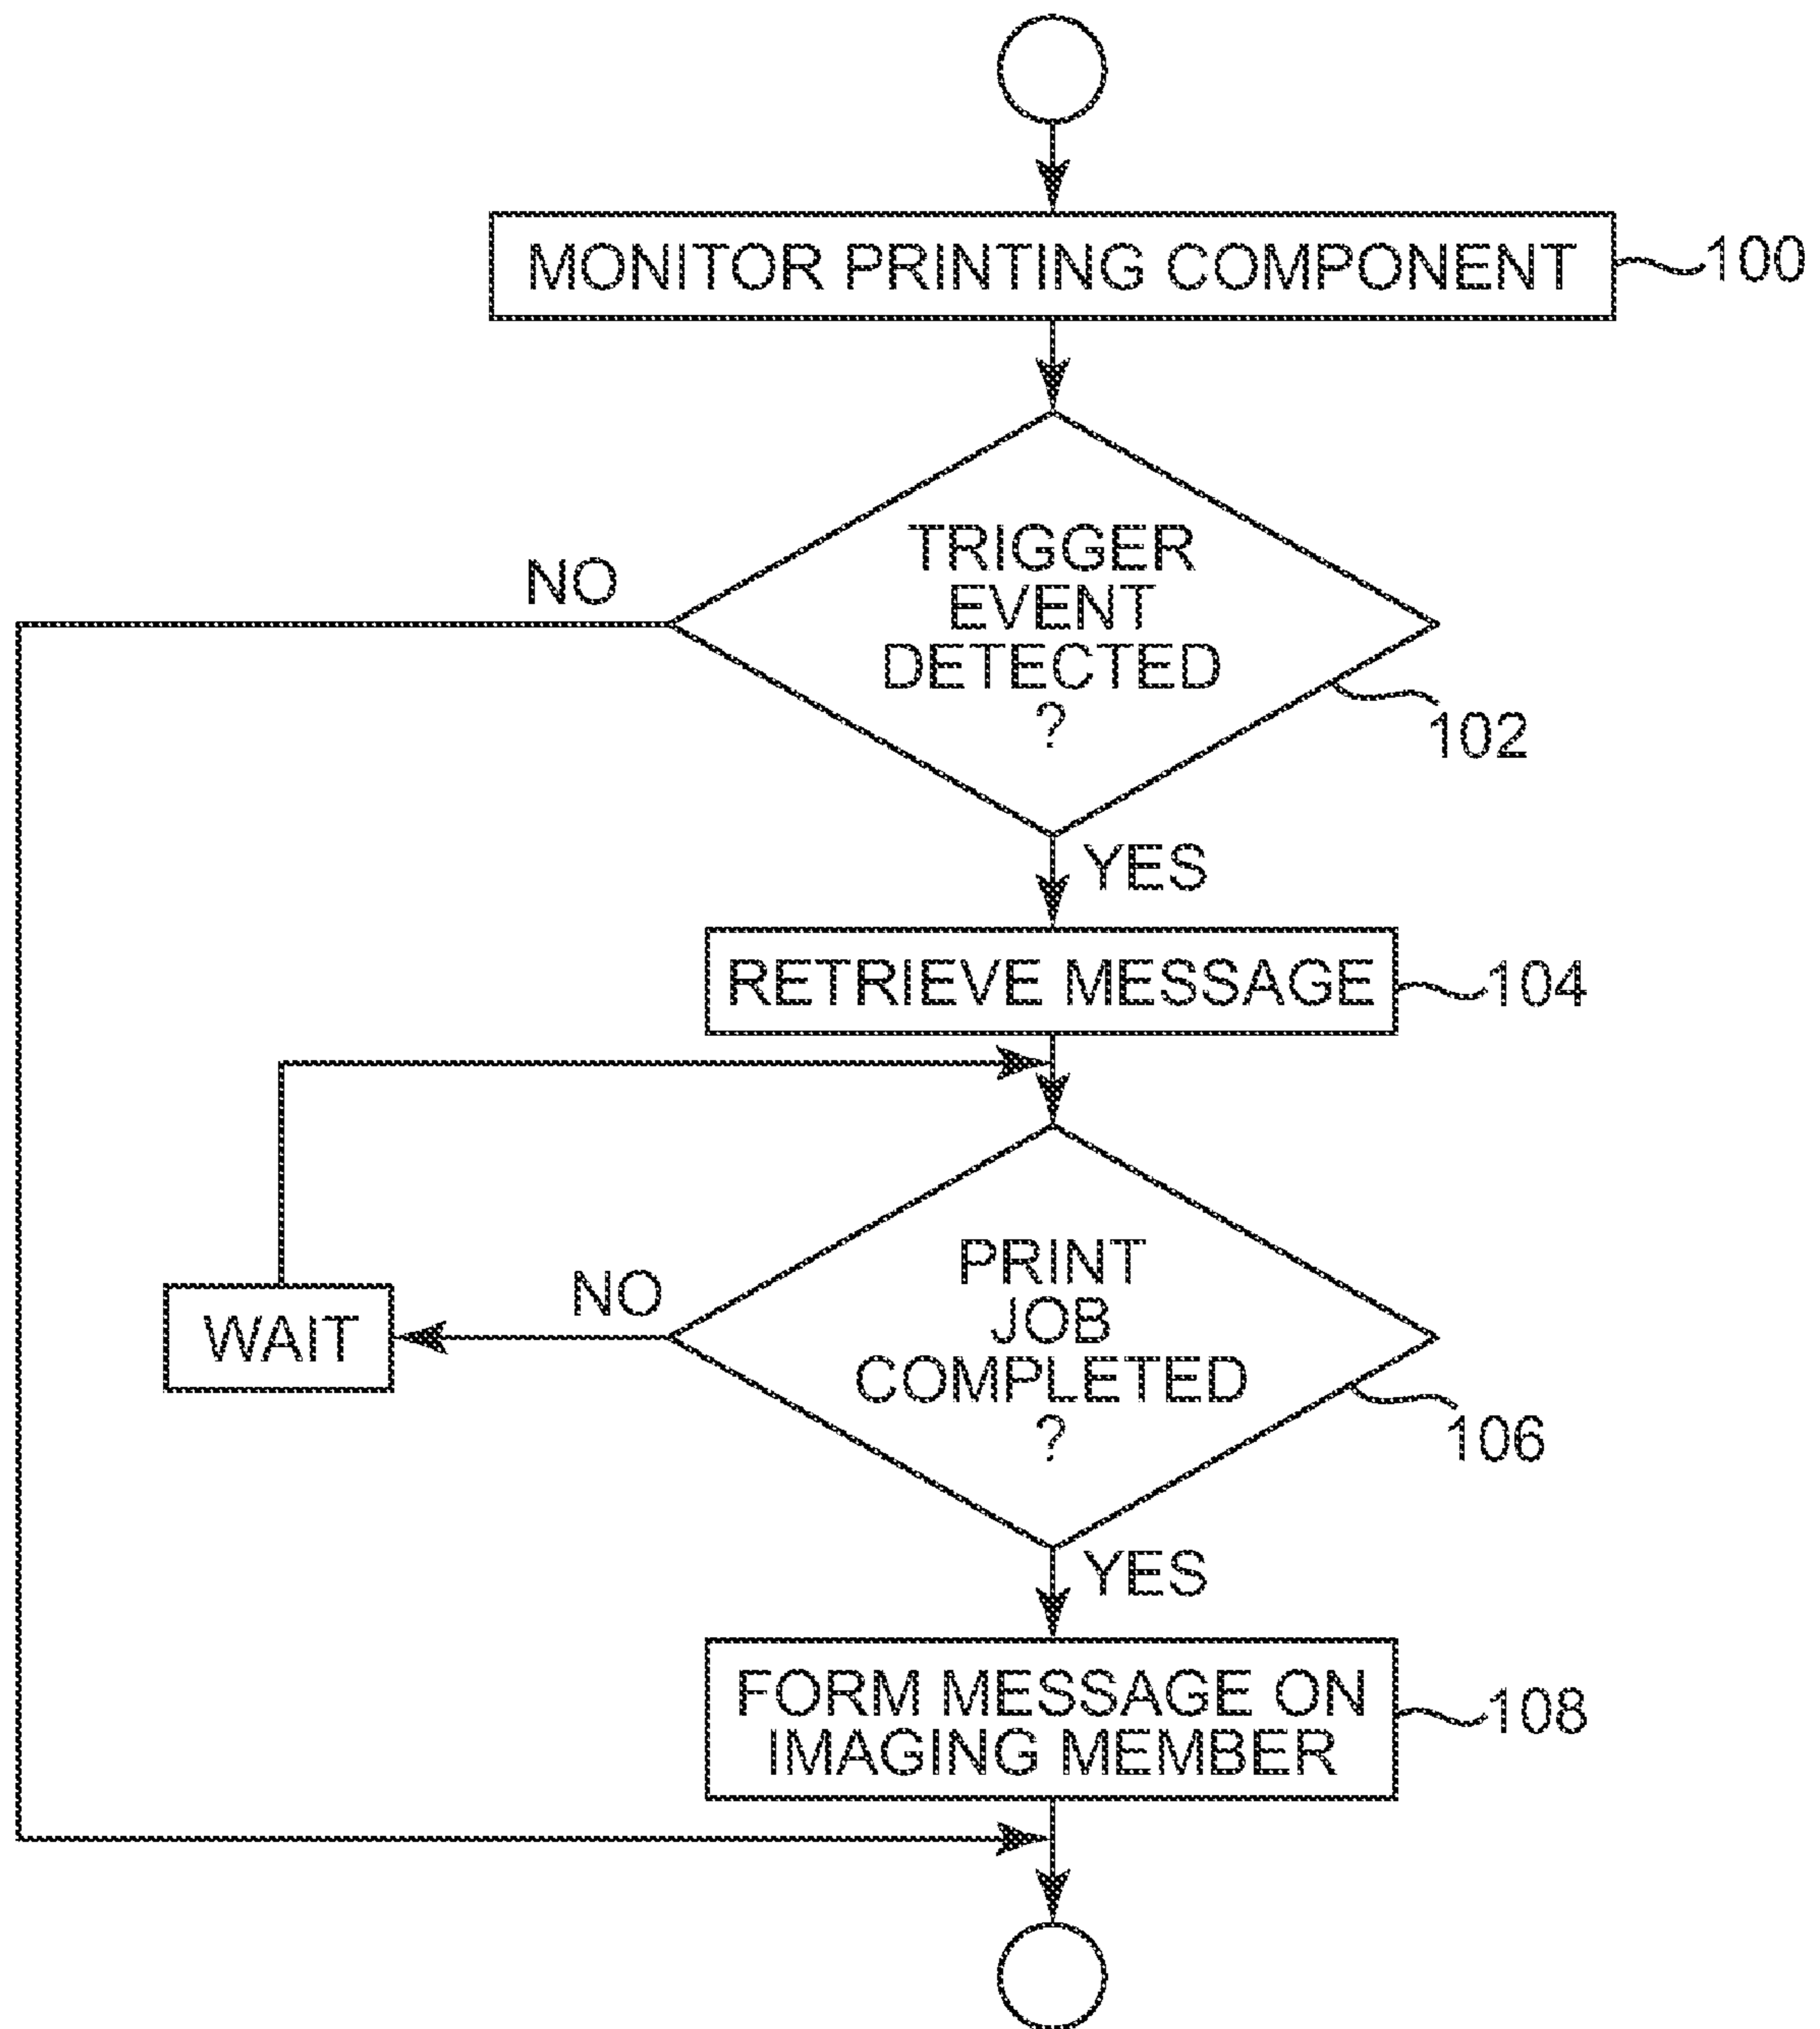 MONITOR PRINTING COMPONENT
100
TRIGGER
EVENT
DETECTED
?
NO
102
YES
RETRIEVE MESSAGE
104
PRINT
JOB
COMPLETED
?
NO
WAIT
106
YES
FORM MESSAGE ON
IMAGING MEMBER
108